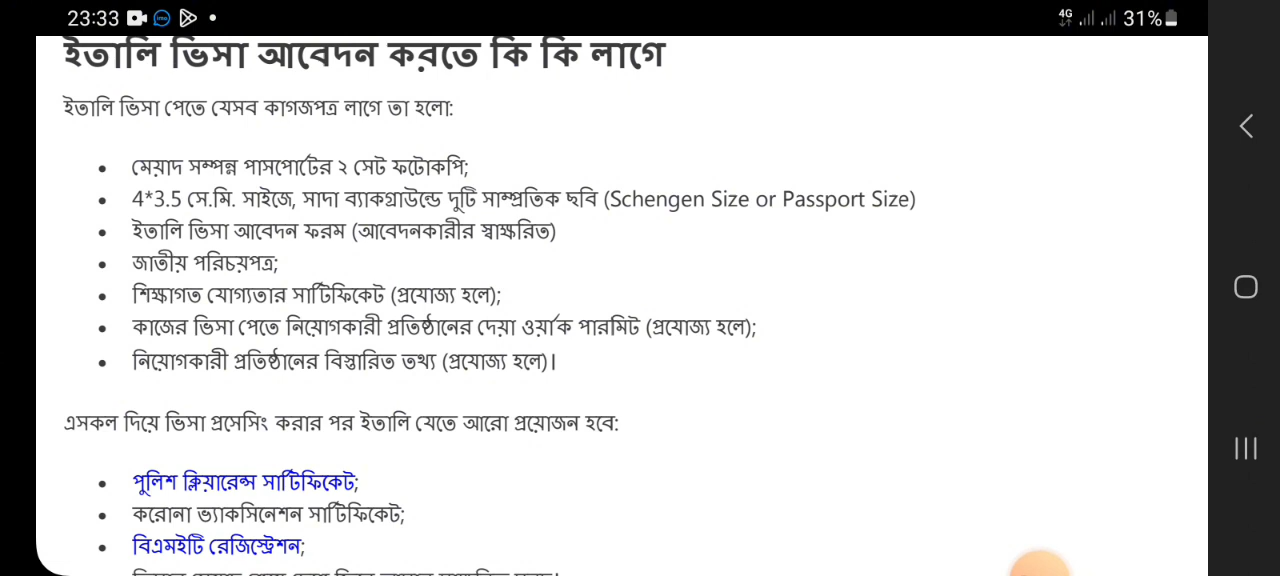 23:33
4G 31%
ইতালি ভিসা আবেদন করতে কি কি লাগে
ইতালি ভিসা পেতে যেসব কাগজপত্র লাগে তা হলো:
মেয়াদ সম্পন্ন পাসপোর্টের ২ সেট ফটোকপি;
4*3.5 সে.মি. সাইজে, সাদা ব্যাকগ্রাউন্ডে দুটি সাম্প্রতিক ছবি (Schengen Size or Passport Size)
ইতালি ভিসা আবেদন ফরম (আবেদনকারীর স্বাক্ষরিত)
জাতীয় পরিচয়পত্র;
শিক্ষাগত যোগ্যতার সার্টিফিকেট (প্রযোজ্য হলে);
কাজের ভিসা পেতে নিয়োগকারী প্রতিষ্ঠানের দেয়া ওয়ার্ক পারমিট (প্রযোজ্য হলে);
নিয়োগকারী প্রতিষ্ঠানের বিস্তারিত তথ্য (প্রযোজ্য হলে)।
এসকল দিয়ে ভিসা প্রসেসিং করার পর ইতালি যেতে আরো প্রয়োজন হবে:
পুলিশ ক্লিয়ারেন্স সার্টিফিকেট;
করোনা ভ্যাকসিনেশন সার্টিফিকেট;
বিএমইটি রেজিস্ট্রেশন;